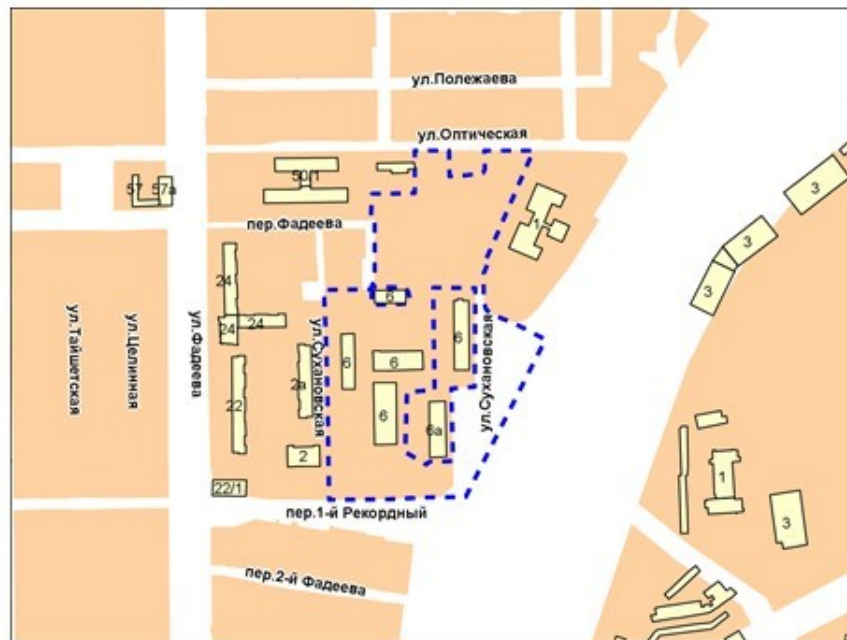 ул.Полежаева
ул.Оптическая
50/1
57
57а
1
3
3
3
пер.Фадеева
24
24
24
6
6
6
6
6
6а
ул.Тайшетская
ул.Целинная
ул.Фадеева
ул.Сухановская
ул.Сухановская
2а
22
2
22/1
1
3
пер.1-й Рекордный
пер.2-й Фадеева